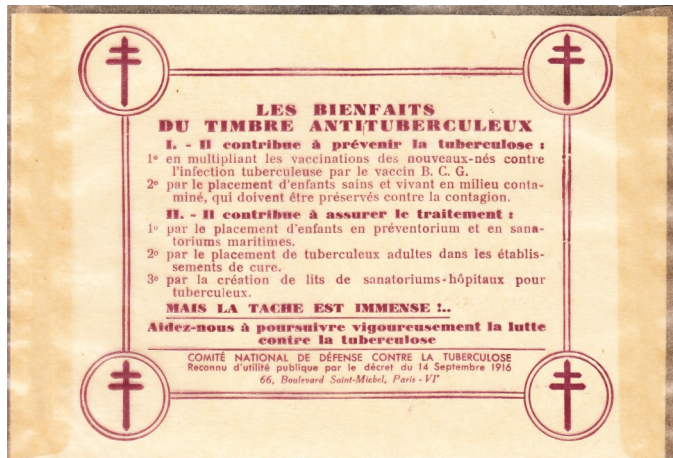 LES BIENFAITS
DU TIMBRE ANTITUBERCULEUX
I. - Il contribue à prévenir la tuberculose :
1º en multipliant les vaccinations des nouveaux-nés contre
l'infection tuberculeuse par le vaccin B. C. G.
2º par le placement d'enfants sains et vivant en milieu conta-
miné, qui doivent être préservés contre la contagion.
II. - Il contribue à assurer le traitement :
1º par le placement d'enfants en préventorium et en sana-
toriums maritimes.
2º par le placement de tuberculeux adultes dans les établis-
sements de cure.
3º par la création de lits de sanatoriums-hôpitaux pour
tuberculeux.
MAIS LA TACHE EST IMMENSE !..
Aidez-nous à poursuivre vigoureusement la lutte
contre la tuberculose
COMITÉ NATIONAL DE DÉFENSE CONTRE LA TUBERCULOSE
Reconnu d'utilité publique par le décret du 14 Septembre 1916
66, Boulevard Saint-Michel, Paris - VIº